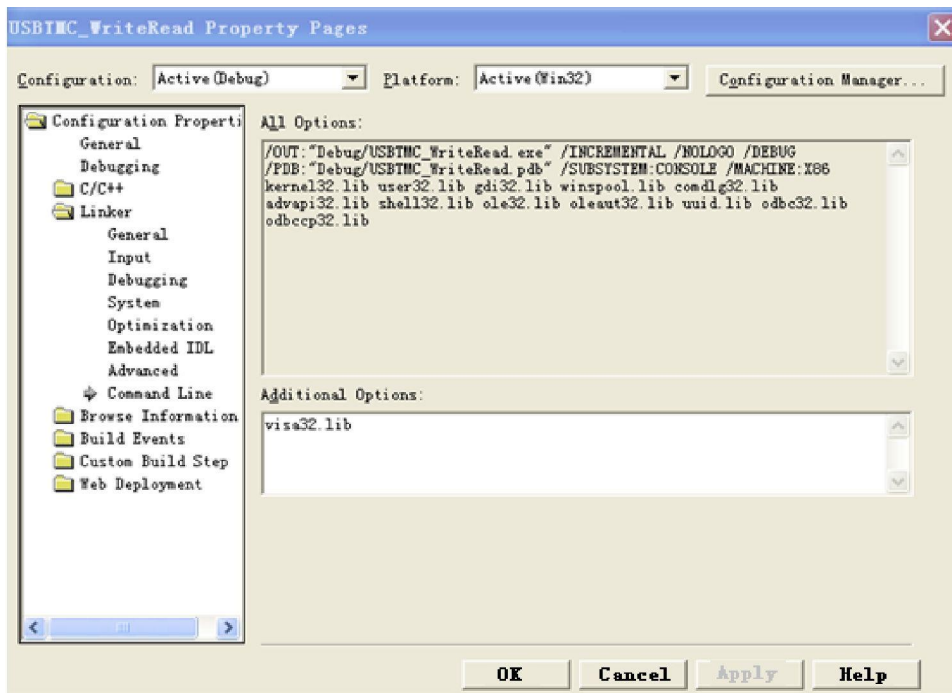 USBTMC_WriteRead Property Pages
Configuration: Active(Debug) Platform: Active(Win32) Configuration Manager...
Configuration Properti
General
Debugging
C/C++
Linker
General
Input
Debugging
System
Optimization
Embedded IDL
Advanced
Command Line
Browse Information
Build Events
Custom Build Step
Web Deployment
All Options:
/OUT:"Debug/USBTMC_WriteRead.exe" /INCREMENTAL /NOLOGO /DEBUG
/PDB:"Debug/USBTMC_WriteRead.pdb" /SUBSYSTEM:CONSOLE /MACHINE:X86
kernel32.lib user32.lib gdi32.lib winspool.lib comdlg32.lib
advapi32.lib shell32.lib ole32.lib oleaut32.lib uuid.lib odbc32.lib
odbccp32.lib
Additional Options:
visa32.lib
OK Cancel Apply Help